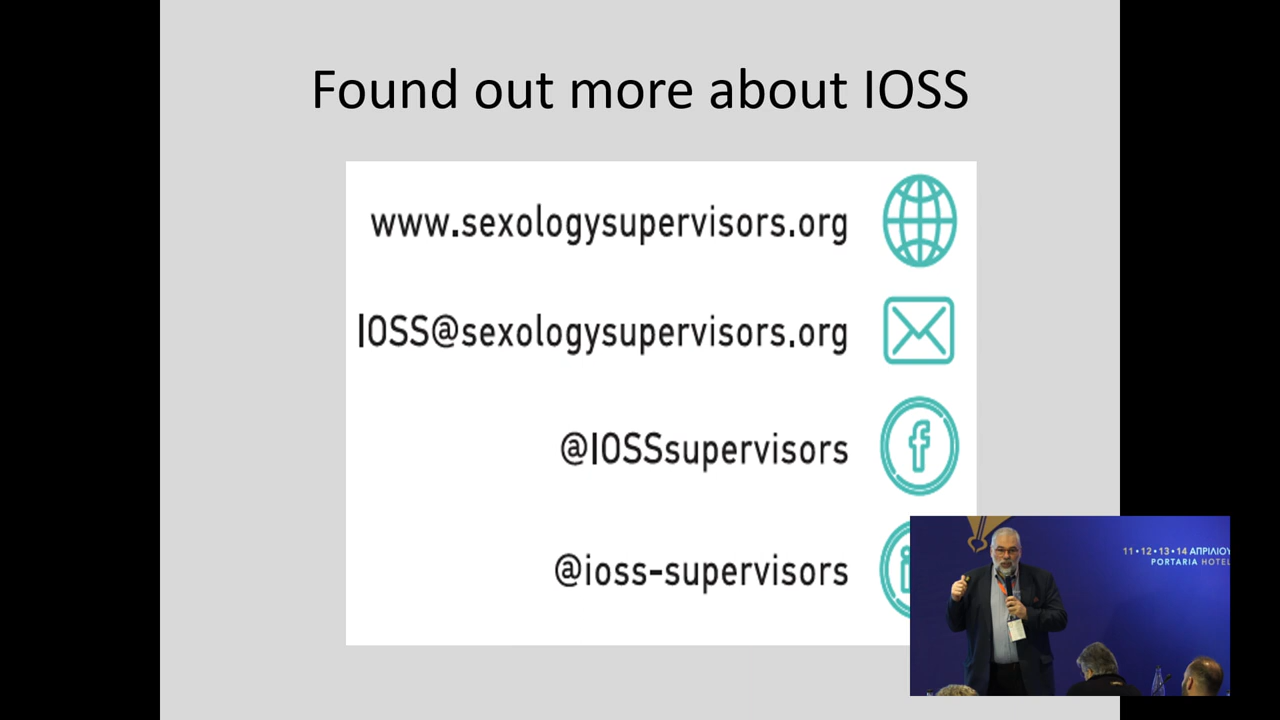 Found out more about IOSS
www.sexologysupervisors.org
IOSS@sexologysupervisors.org
@IOSSsupervisors
@ioss-supervisors
11•12•13•14 ΑΠΡΙΛΙΟΥ
PORTARIA HOTEL